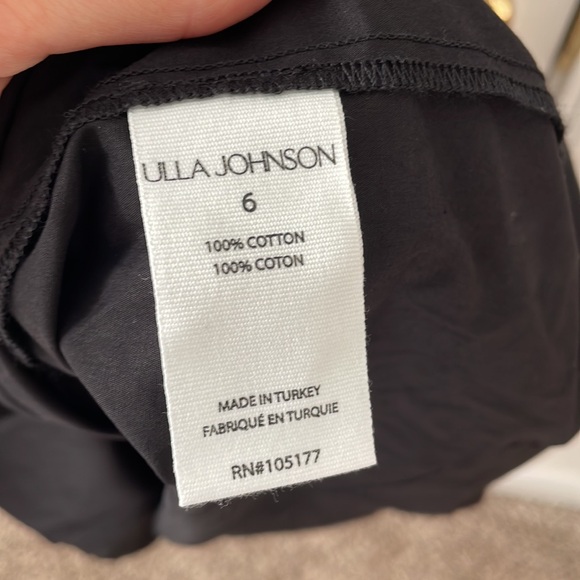 ULLA JOHNSON
6
100% COTTON
100% COTON
MADE IN TURKEY
FABRIQUÉ EN TURQUIE
RN#105177